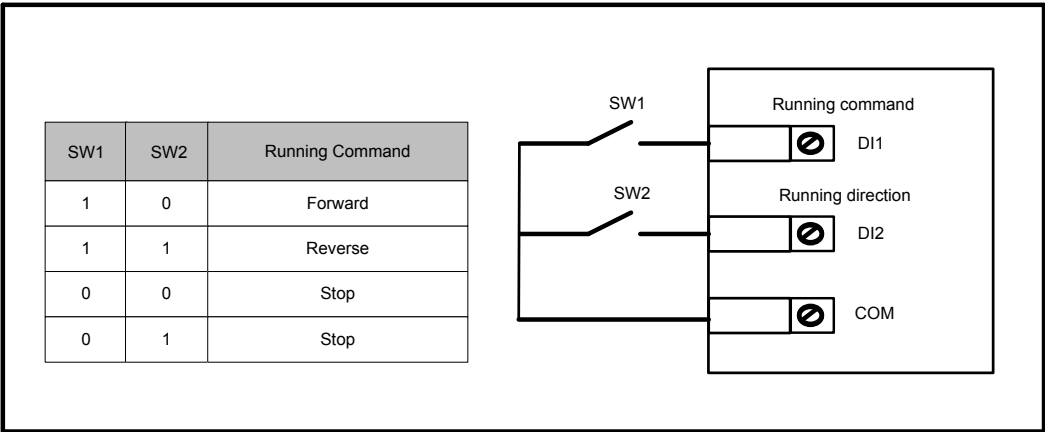 SW1 SW2 Running Command
1 0 Forward
1 1 Reverse
0 0 Stop
0 1 Stop
SW1
Running command
DI1
SW2
Running direction
DI2
COM